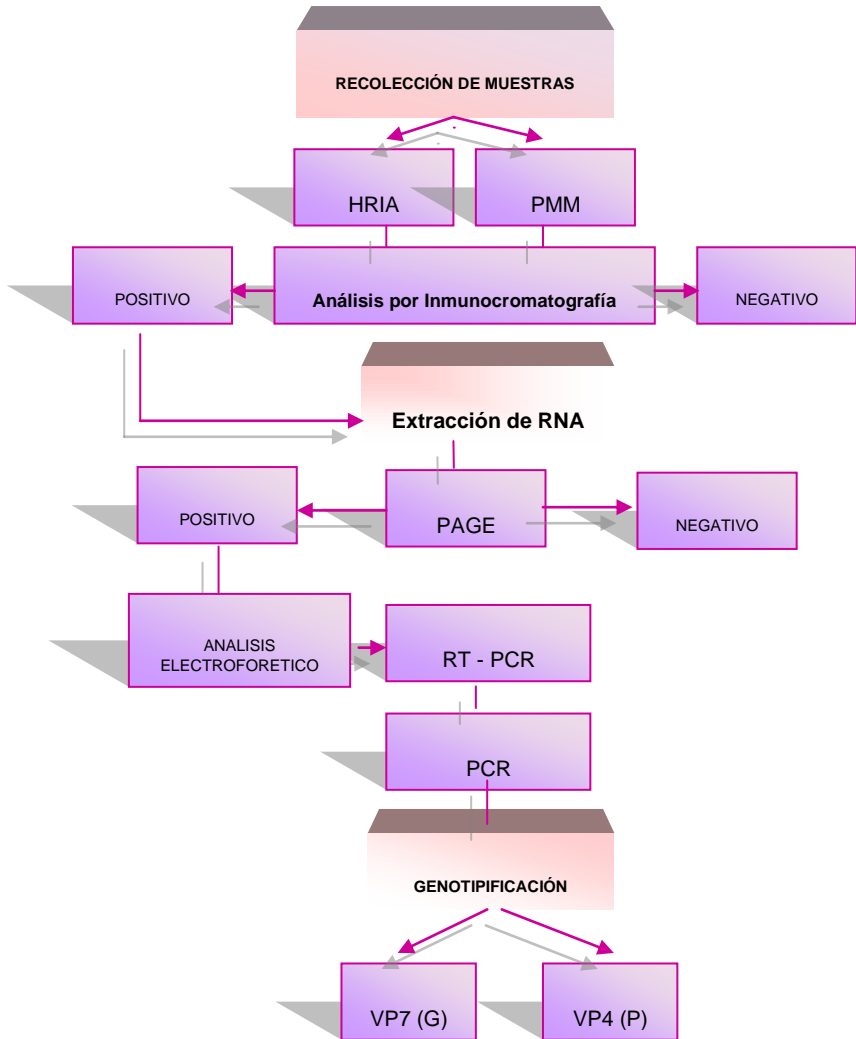 RECOLECCIÓN DE MUESTRAS
HRIA
PMM
POSITIVO
Análisis por Inmunocromatografía
NEGATIVO
Extracción de RNA
POSITIVO
PAGE
NEGATIVO
ANALISIS
ELECTROFORETICO
RT - PCR
PCR
GENOTIPIFICACIÓN
VP7 (G)
VP4 (P)